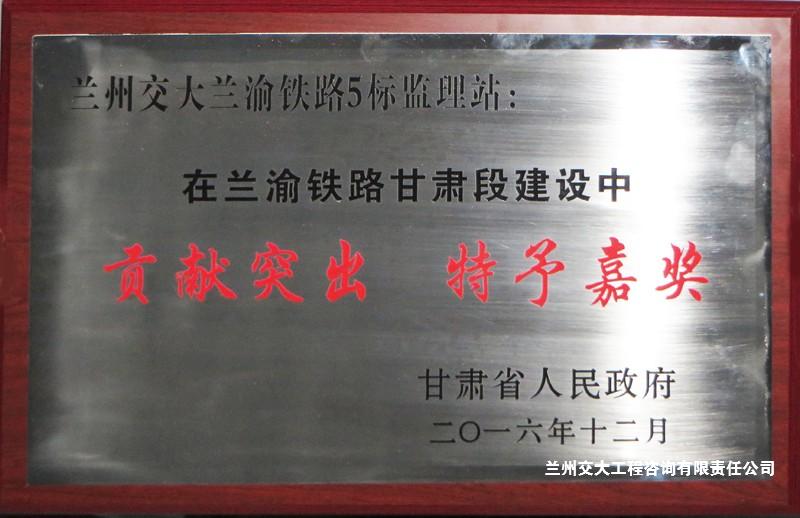 兰州交大兰渝铁路5标监理站：
在兰渝铁路甘肃段建设中
贡献突出 特予嘉奖
甘肃省人民政府
二〇一六年十二月
兰州交大工程咨询有限责任公司